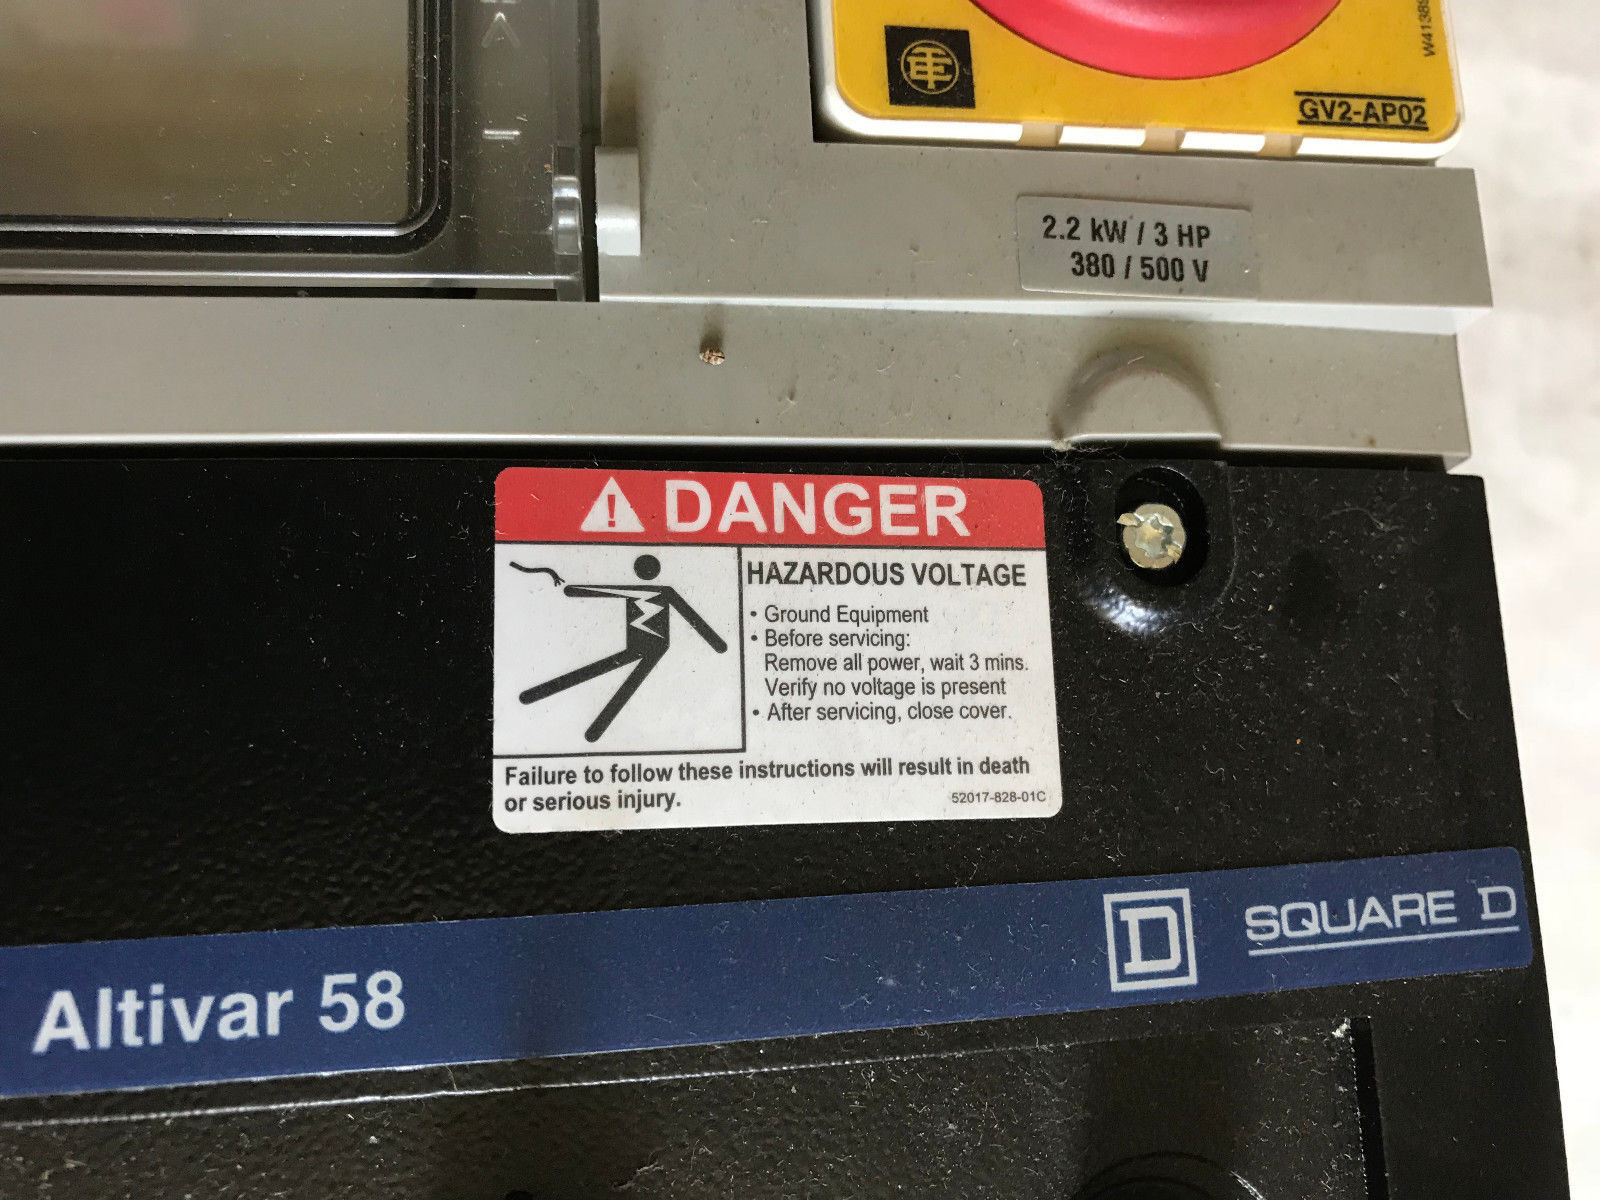 GV2-AP02
2.2 kW / 3 HP
380 / 500 V
DANGER
HAZARDOUS VOLTAGE
• Ground Equipment
• Before servicing:
Remove all power, wait 3 mins.
Verify no voltage is present
• After servicing, close cover.
Failure to follow these instructions will result in death
or serious injury.
52017-828-01C
D SQUARE D
Altivar 58